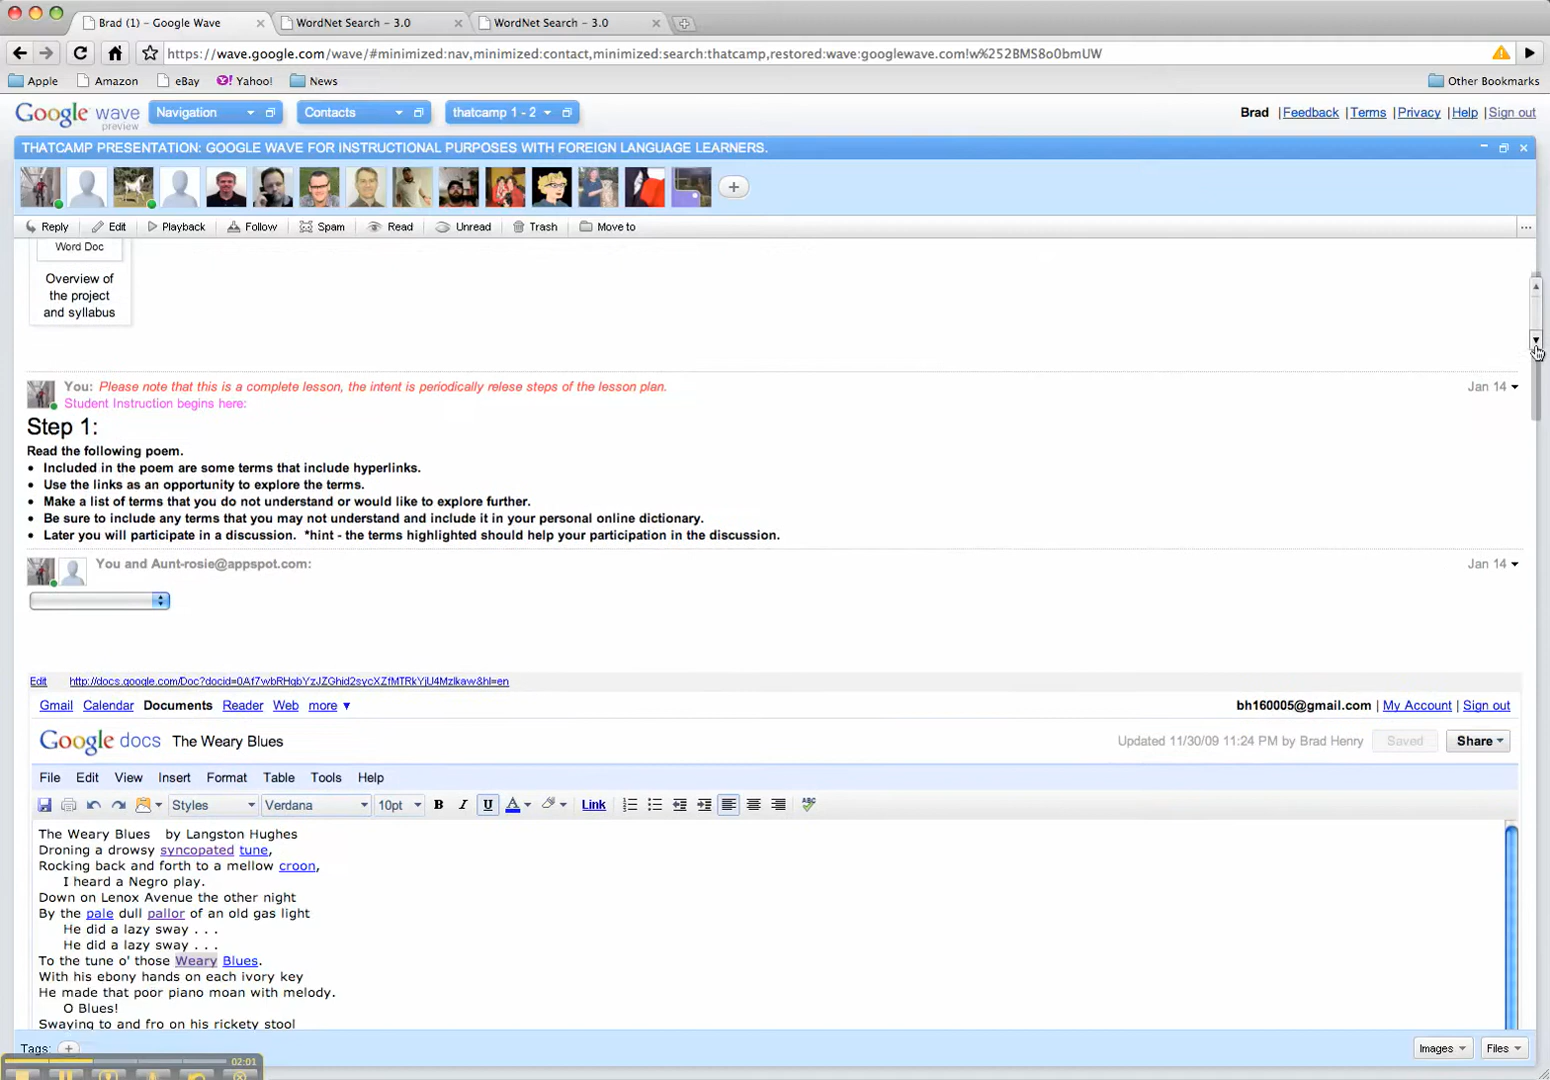 Brad (1) – Google Wave
WordNet Search – 3.0
WordNet Search – 3.0
https://wave.google.com/wave/#minimized:nav,minimized:contact,minimized:search:thatcamp,restored:wave:googlewave.com!w%252BMS8o0bmUW
Apple Amazon eBay Yahoo! News Other Bookmarks
Google wave
preview
Navigation Contacts thatcamp 1 - 2
Brad | Feedback | Terms | Privacy | Help | Sign out
THATCAMP PRESENTATION: GOOGLE WAVE FOR INSTRUCTIONAL PURPOSES WITH FOREIGN LANGUAGE LEARNERS.
Reply Edit Playback Follow Spam Read Unread Trash Move to
Word Doc
Overview of
the project
and syllabus
You: Please note that this is a complete lesson, the intent is periodically relese steps of the lesson plan.
Jan 14
Student Instruction begins here:
Step 1:
Read the following poem.
• Included in the poem are some terms that include hyperlinks.
• Use the links as an opportunity to explore the terms.
• Make a list of terms that you do not understand or would like to explore further.
• Be sure to include any terms that you may not understand and include it in your personal online dictionary.
• Later you will participate in a discussion. *hint - the terms highlighted should help your participation in the discussion.
You and Aunt-rosie@appspot.com:
Jan 14
Edit http://docs.google.com/Doc?docid=0Af7wbRHqbYzJZGhid2sycXZfMTRkYjU4Mzlkaw&hl=en
Gmail Calendar Documents Reader Web more ▼
bh160005@gmail.com | My Account | Sign out
Google docs The Weary Blues
Updated 11/30/09 11:24 PM by Brad Henry Saved Share
File Edit View Insert Format Table Tools Help
Styles Verdana 10pt B I U A Link ABC
The Weary Blues by Langston Hughes
Droning a drowsy syncopated tune,
Rocking back and forth to a mellow croon,
I heard a Negro play.
Down on Lenox Avenue the other night
By the pale dull pallor of an old gas light
He did a lazy sway . . .
He did a lazy sway . . .
To the tune o' those Weary Blues.
With his ebony hands on each ivory key
He made that poor piano moan with melody.
O Blues!
Swaying to and fro on his rickety stool
Tags:
Images Files
02:01